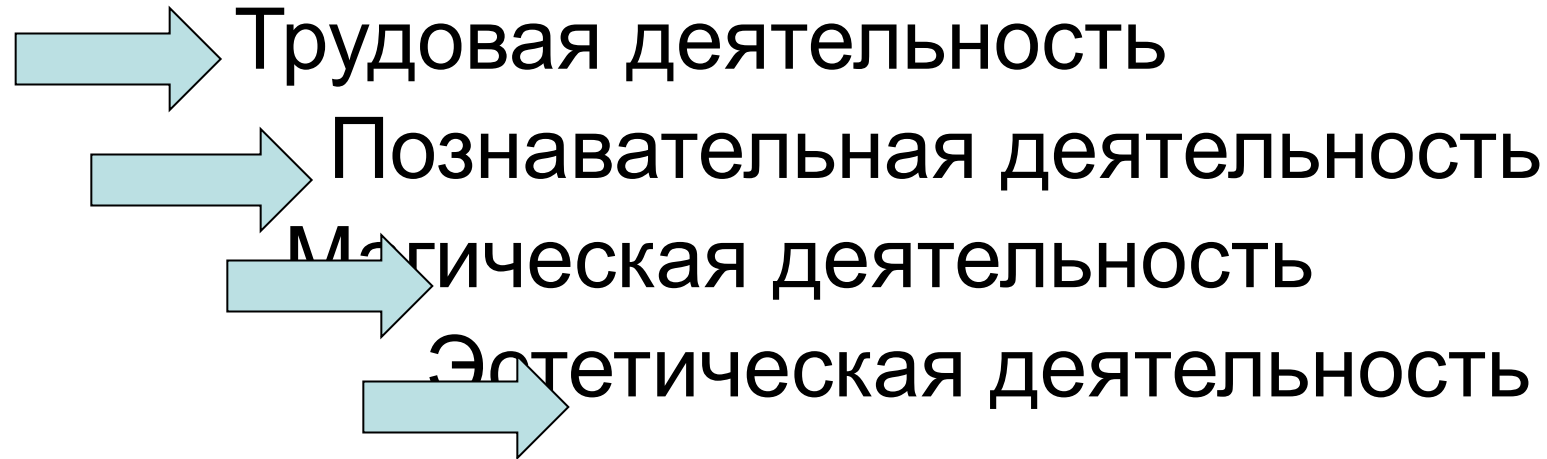 Трудовая деятельность
Познавательная деятельность
Магическая деятельность
Эстетическая деятельность